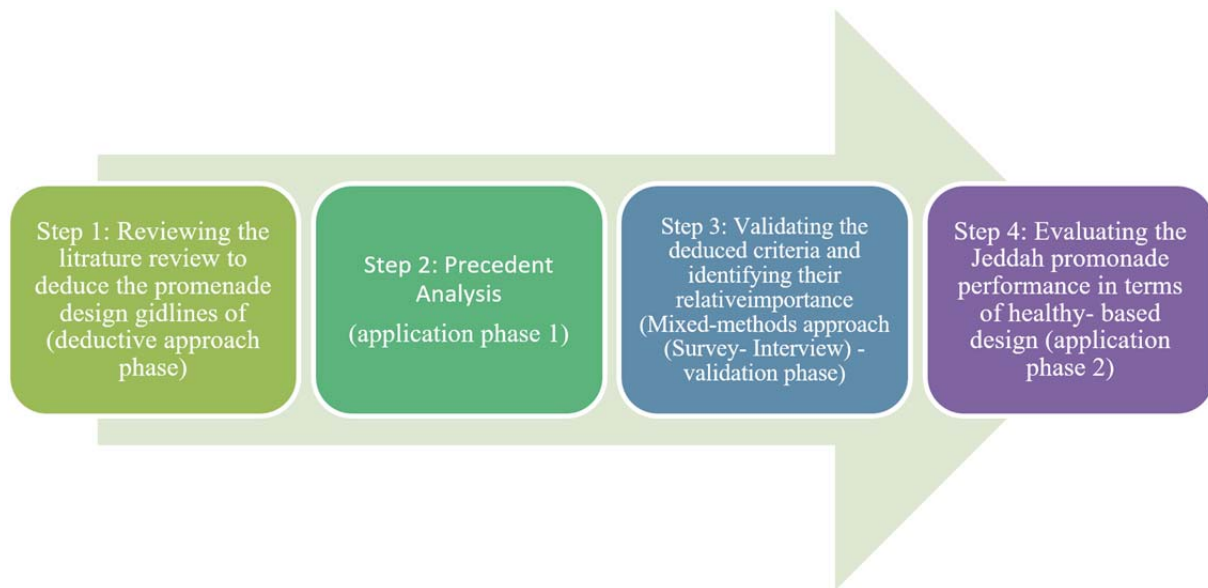 Step 1: Reviewing the
litrature review to
deduce the promenade
design gidlines of
(deductive approach
phase)
Step 2: Precedent
Analysis
(application phase 1)
Step 3: Validating the
deduced criteria and
identifying their
relativeimportance
(Mixed-methods approach
(Survey- Interview) -
validation phase)
Step 4: Evaluating the
Jeddah promonade
performance in terms
of healthy- based
design (application
phase 2)